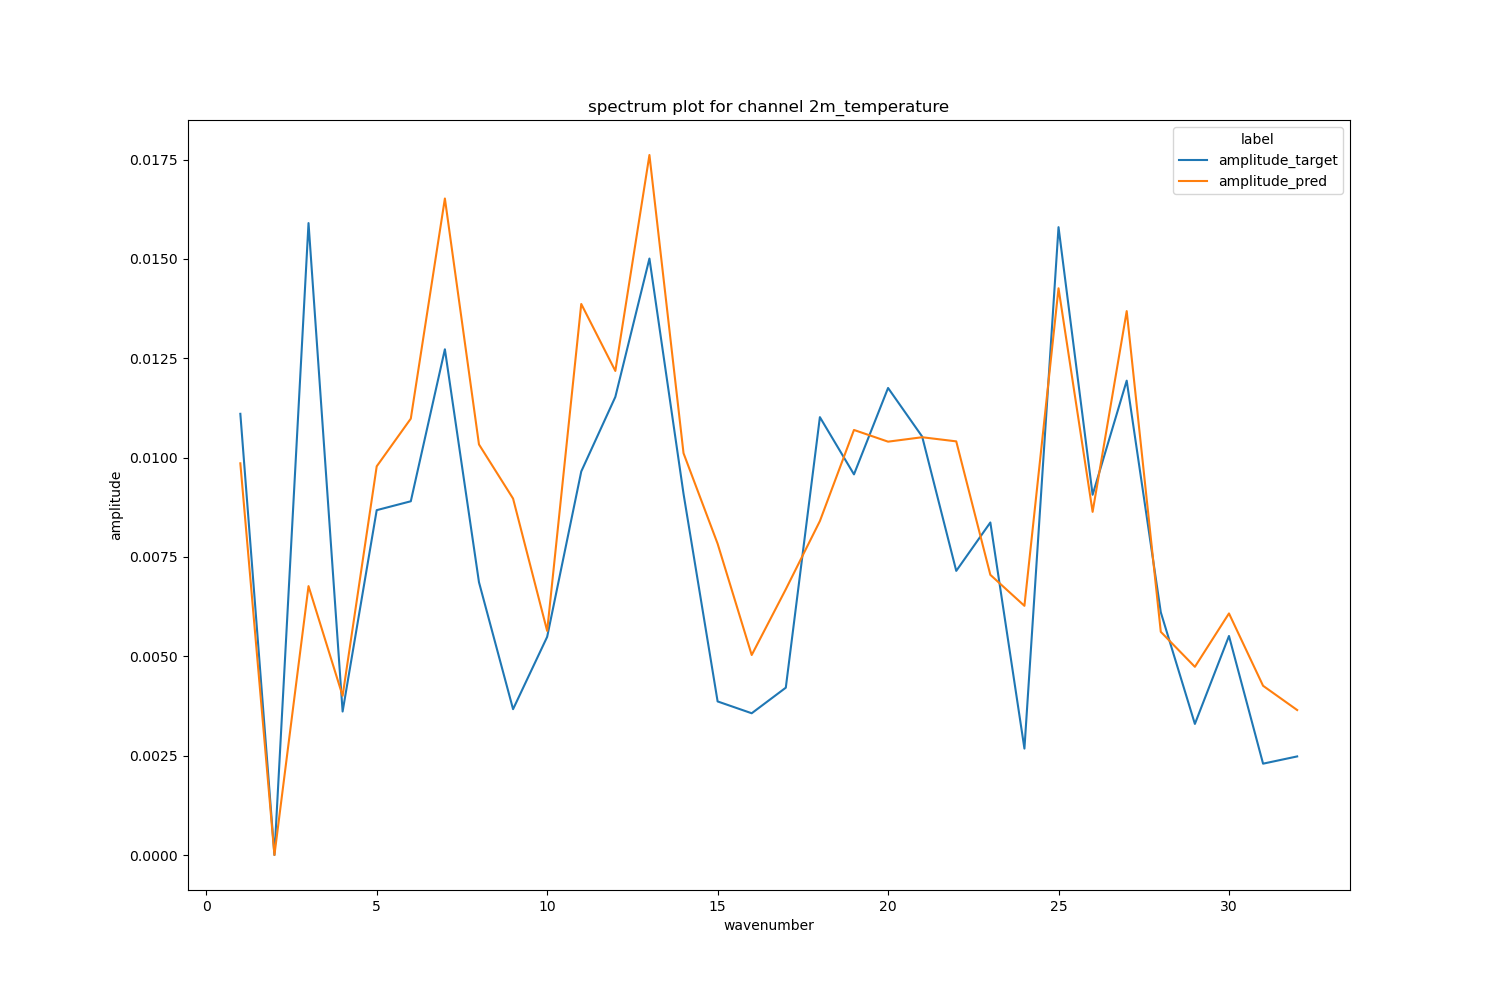 spectrum plot for channel 2m_temperature
label
amplitude_target
amplitude_pred
0.0175
0.0150
0.0125
0.0100
0.0075
0.0050
0.0025
0.0000
amplitude
0 5 10 15 20 25 30
wavenumber